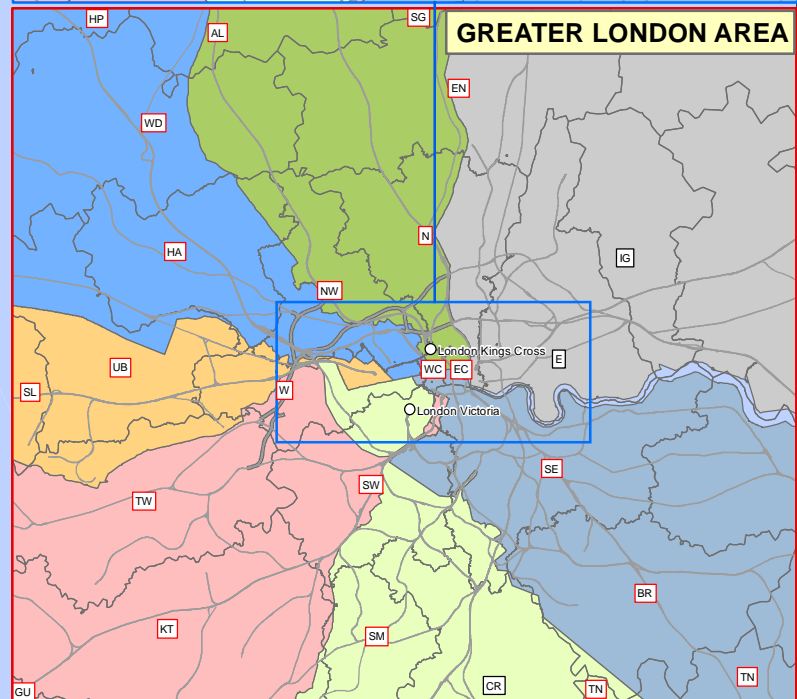 HP
SG
GREATER LONDON AREA
AL
EN
WD
N
HA
IG
NW
London Kings Cross
E
UB
WC
EC
SL
W
London Victoria
SE
SW
TW
BR
KT
SM
TN
CR
TN
GU